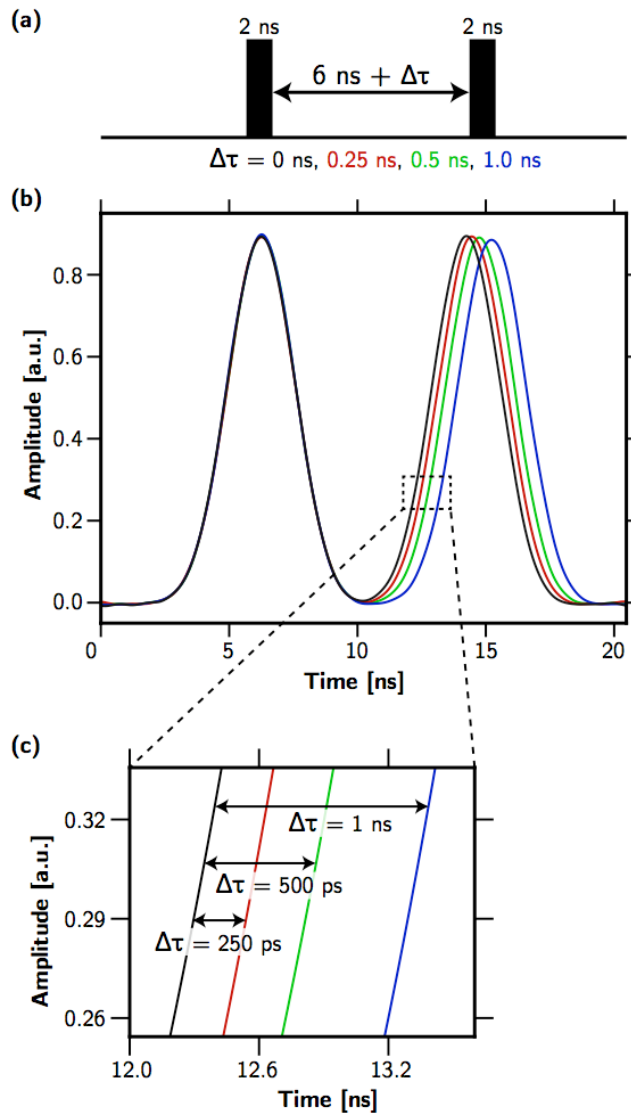 (a)
2 ns
2 ns
6 ns + Δτ
Δτ = 0 ns, 0.25 ns, 0.5 ns, 1.0 ns
(b)
0.8
0.6
0.4
0.2
0.0
Amplitude [a.u.]
0
5
10
15
20
Time [ns]
(c)
0.32
0.29
0.26
Amplitude [a.u.]
Δτ = 1 ns
Δτ = 500 ps
Δτ = 250 ps
12.0
12.6
13.2
Time [ns]